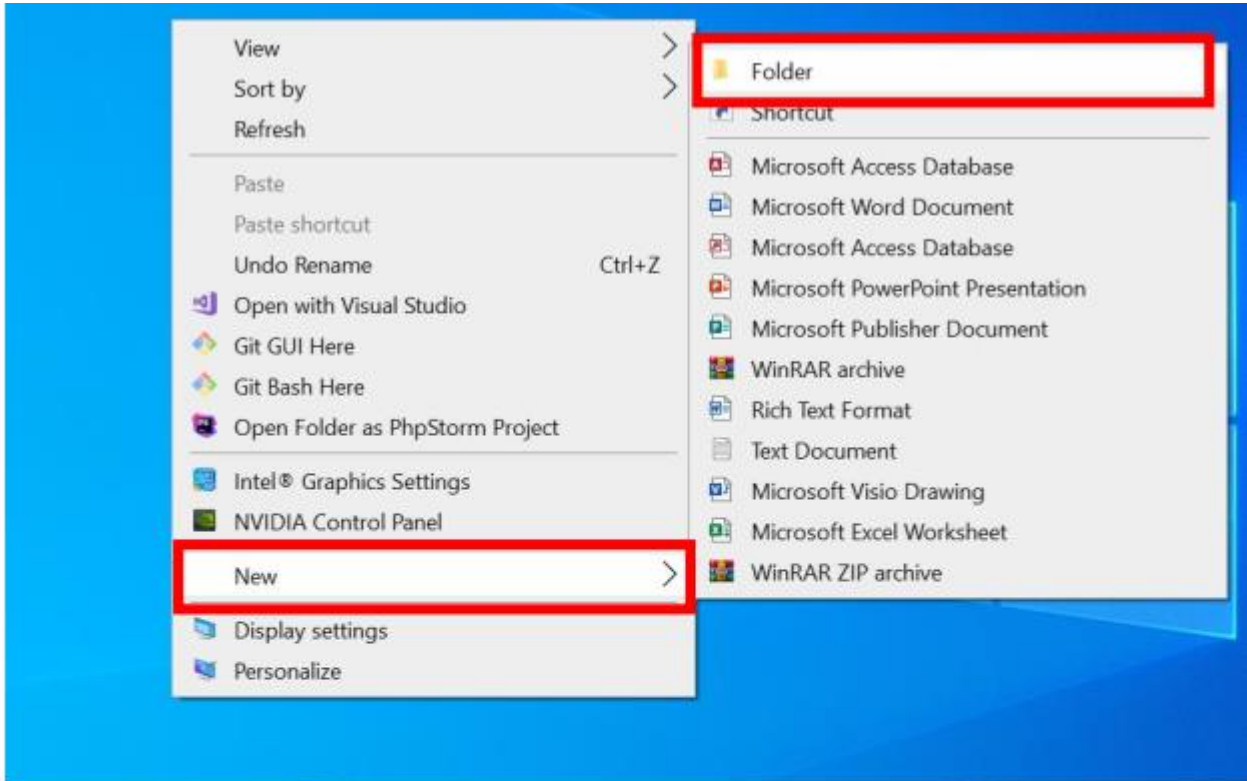 View
Sort by
Refresh
Paste
Paste shortcut
Undo Rename Ctrl+Z
Open with Visual Studio
Git GUI Here
Git Bash Here
Open Folder as PhpStorm Project
Intel® Graphics Settings
NVIDIA Control Panel
New
Display settings
Personalize
Folder
Shortcut
Microsoft Access Database
Microsoft Word Document
Microsoft Access Database
Microsoft PowerPoint Presentation
Microsoft Publisher Document
WinRAR archive
Rich Text Format
Text Document
Microsoft Visio Drawing
Microsoft Excel Worksheet
WinRAR ZIP archive